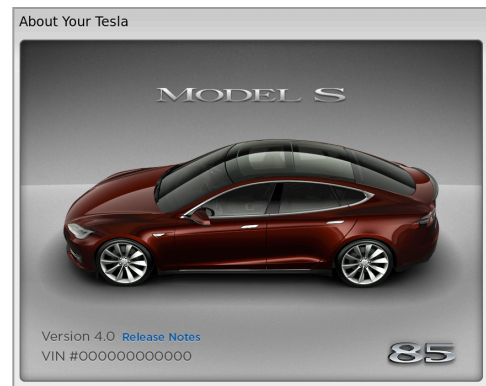 About Your Tesla
MODEL S
Version 4.0 Release Notes
VIN #000000000000
85